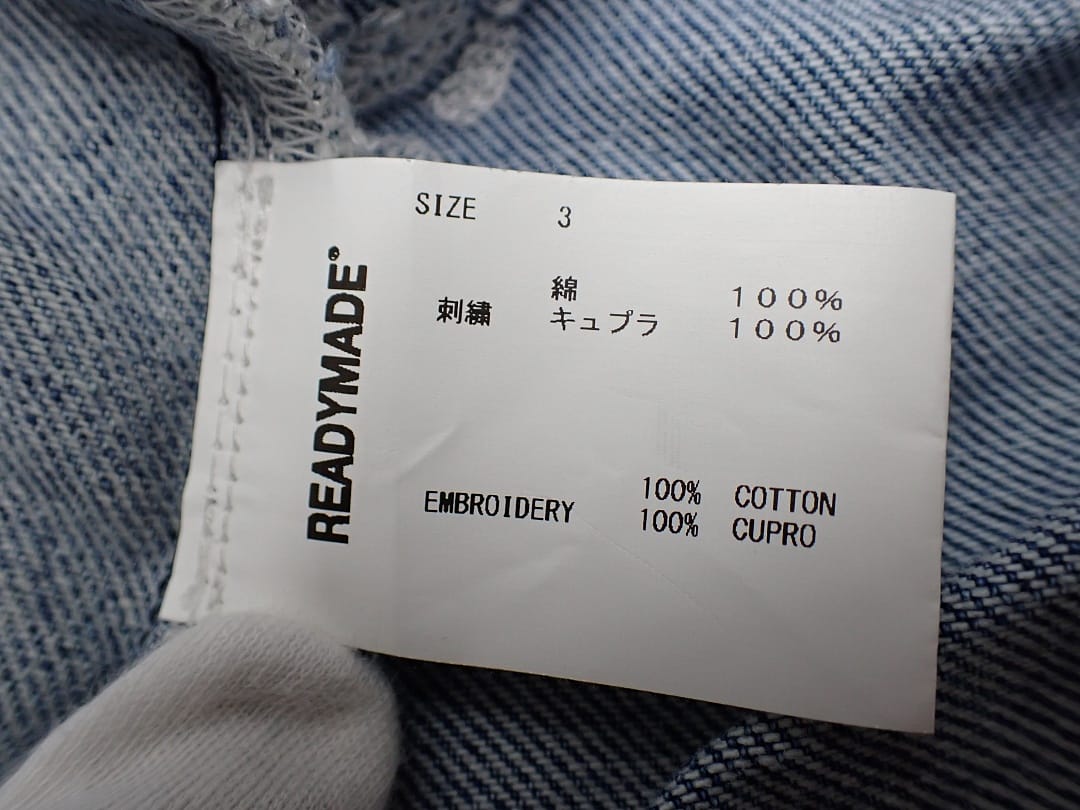 READYMADE®
SIZE 3
綿 100%
刺繍 キュプラ 100%
100% COTTON
EMBROIDERY 100% CUPRO